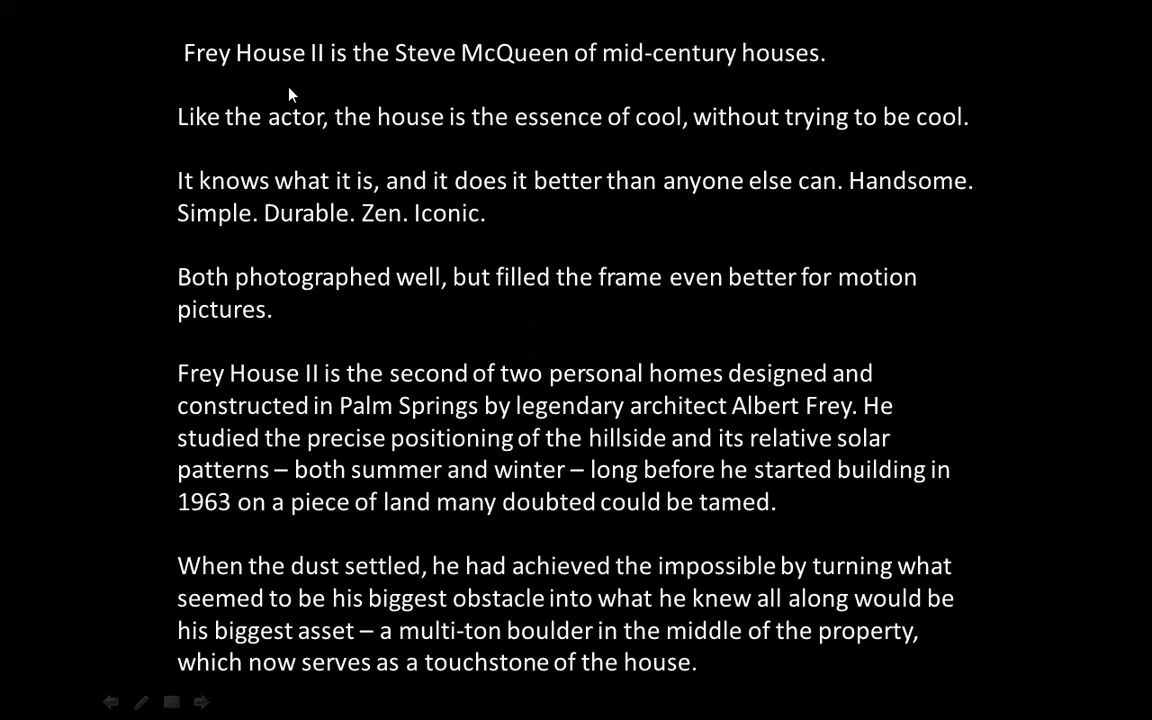 Frey House II is the Steve McQueen of mid-century houses.
Like the actor, the house is the essence of cool, without trying to be cool.
It knows what it is, and it does it better than anyone else can. Handsome.
Simple. Durable. Zen. Iconic.
Both photographed well, but filled the frame even better for motion
pictures.
Frey House II is the second of two personal homes designed and
constructed in Palm Springs by legendary architect Albert Frey. He
studied the precise positioning of the hillside and its relative solar
patterns – both summer and winter – long before he started building in
1963 on a piece of land many doubted could be tamed.
When the dust settled, he had achieved the impossible by turning what
seemed to be his biggest obstacle into what he knew all along would be
his biggest asset – a multi-ton boulder in the middle of the property,
which now serves as a touchstone of the house.